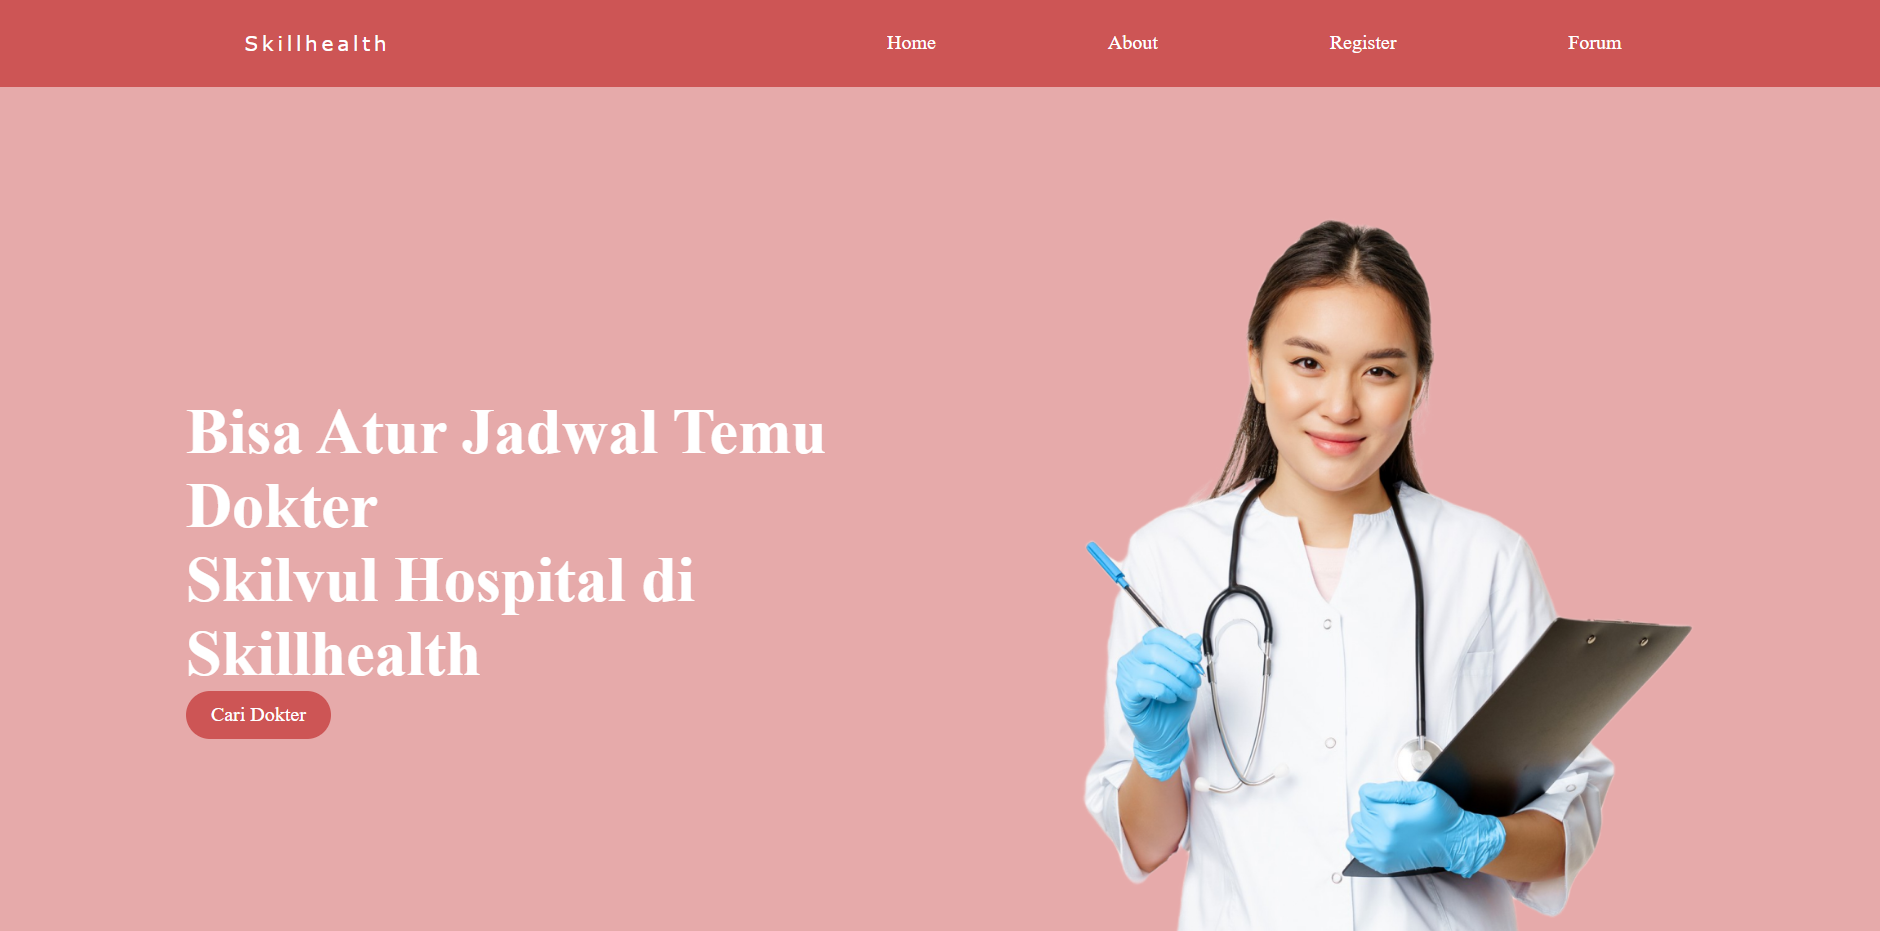 Skillhealth
Home
About
Register
Forum
Bisa Atur Jadwal Temu
Dokter
Skilvul Hospital di
Skillhealth
Cari Dokter